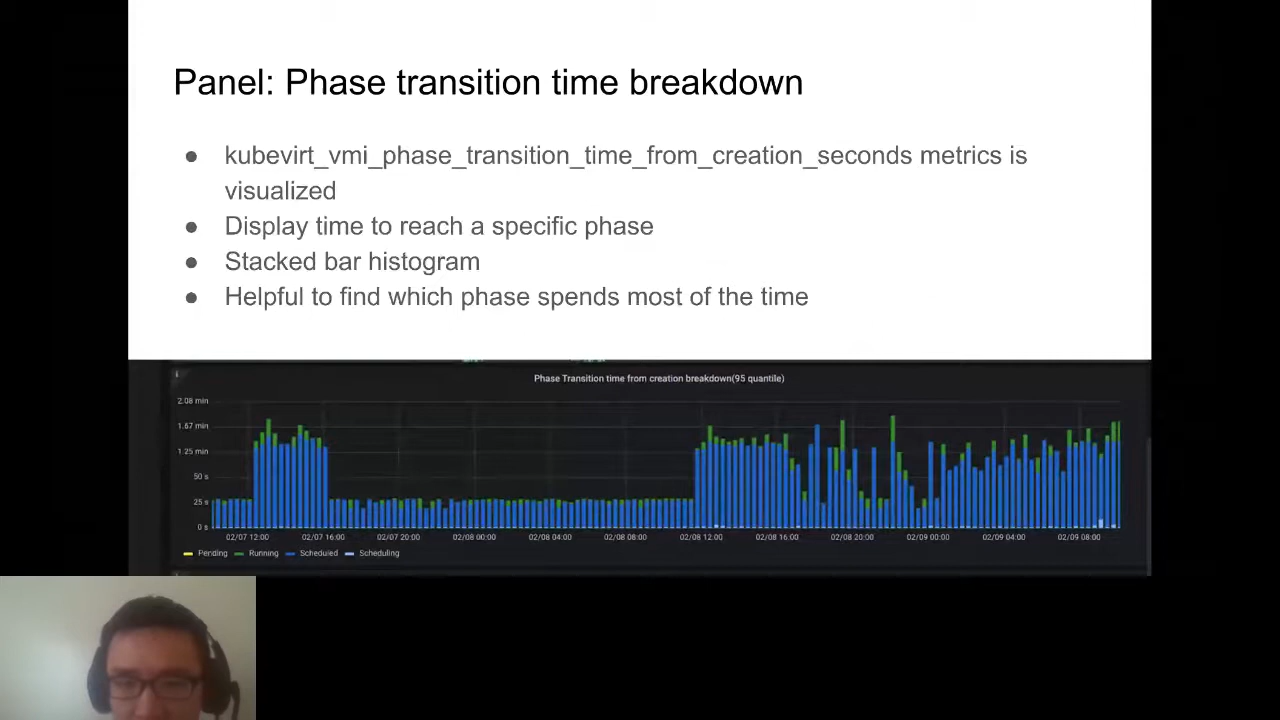 Panel: Phase transition time breakdown
● kubevirt_vmi_phase_transition_time_from_creation_seconds metrics is
visualized
● Display time to reach a specific phase
● Stacked bar histogram
● Helpful to find which phase spends most of the time
Phase Transition time from creation breakdown(95 quantile)
2.08 min
1.67 min
1.25 min
50 s
25 s
0 s
02/07 12:00 02/07 16:00 02/07 20:00 02/08 00:00 02/08 04:00 02/08 08:00 02/08 12:00 02/08 16:00 02/08 20:00 02/09 00:00 02/09 04:00 02/09 08:00
Pending Running Scheduled Scheduling